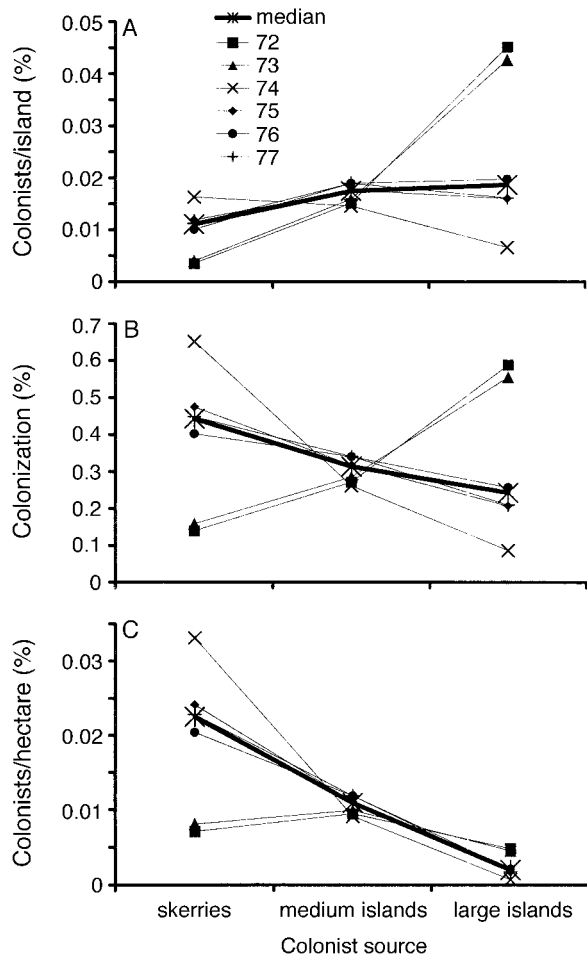 A
median
72
73
74
75
76
77
Colonists/island (%)
0.05
0.04
0.03
0.02
0.01
0
B
Colonization (%)
0.7
0.6
0.5
0.4
0.3
0.2
0.1
0
C
Colonists/hectare (%)
0.03
0.02
0.01
0
skerries medium islands large islands
Colonist source